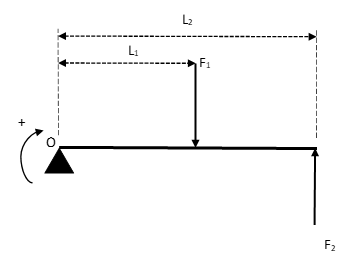 L₂
L₁
F₁
+
O
F₂